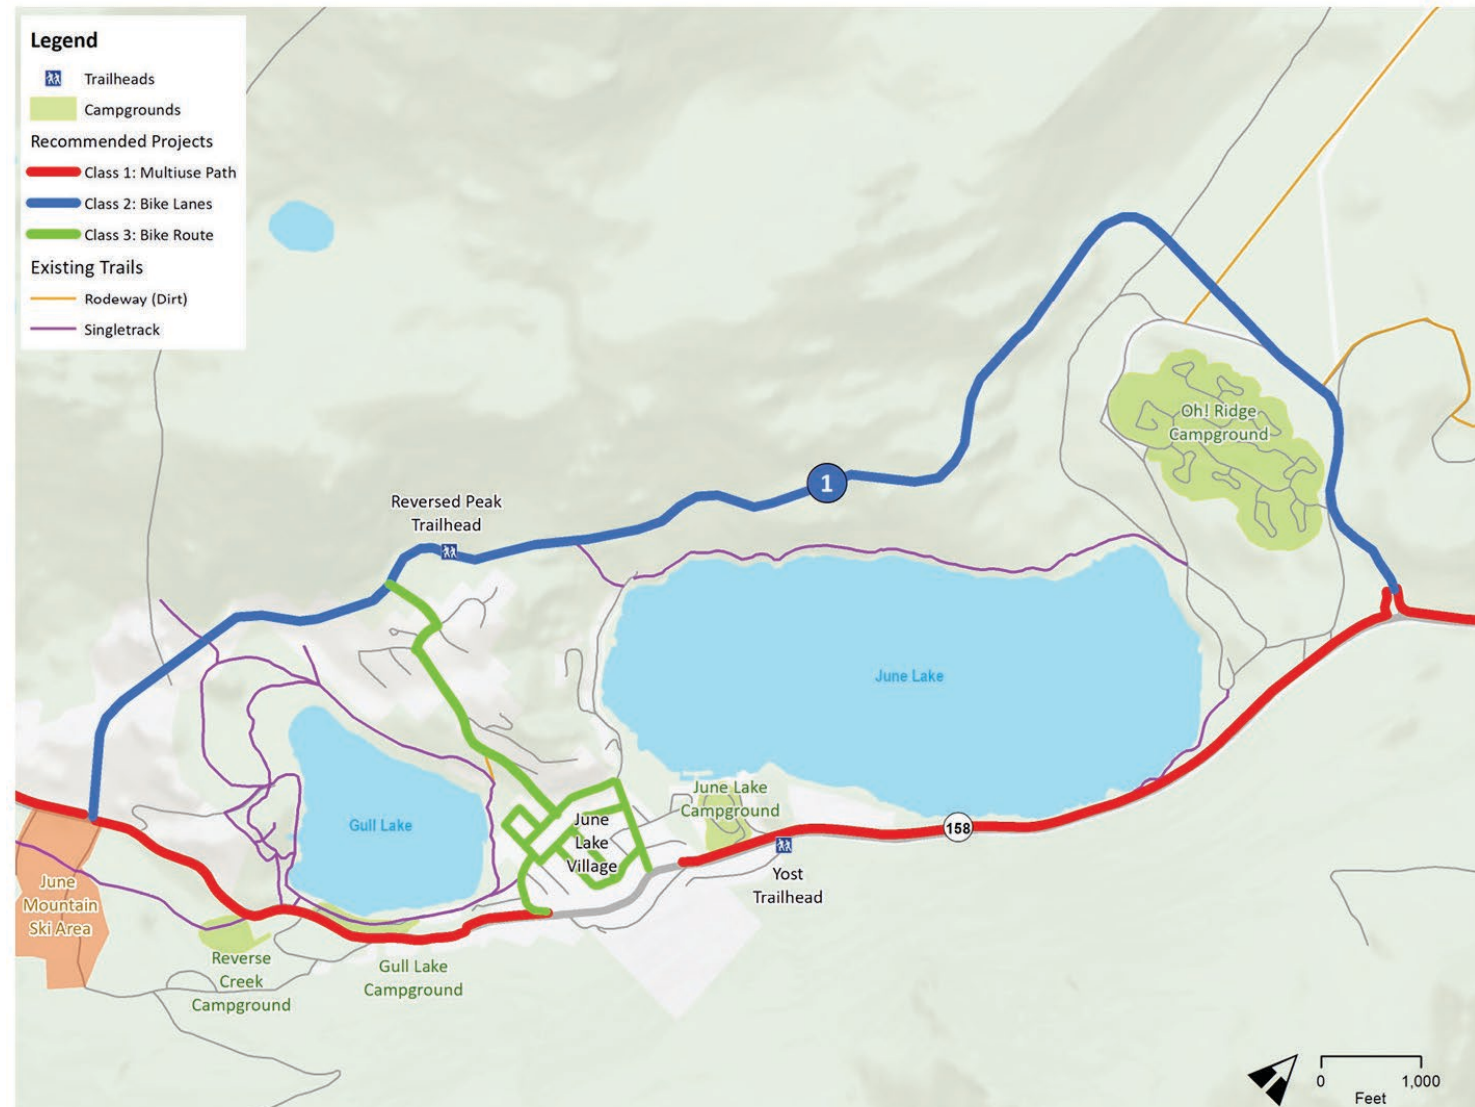 Legend
Trailheads
Campgrounds
Recommended Projects
Class 1: Multiuse Path
Class 2: Bike Lanes
Class 3: Bike Route
Existing Trails
Rodeway (Dirt)
Singletrack
Oh! Ridge
Campground
1
Reversed Peak
Trailhead
June Lake
June Lake
Campground
Gull Lake
June
Lake
Village
158
Yost
Trailhead
June
Mountain
Ski Area
Reverse
Creek
Campground
Gull Lake
Campground
0
1,000
Feet